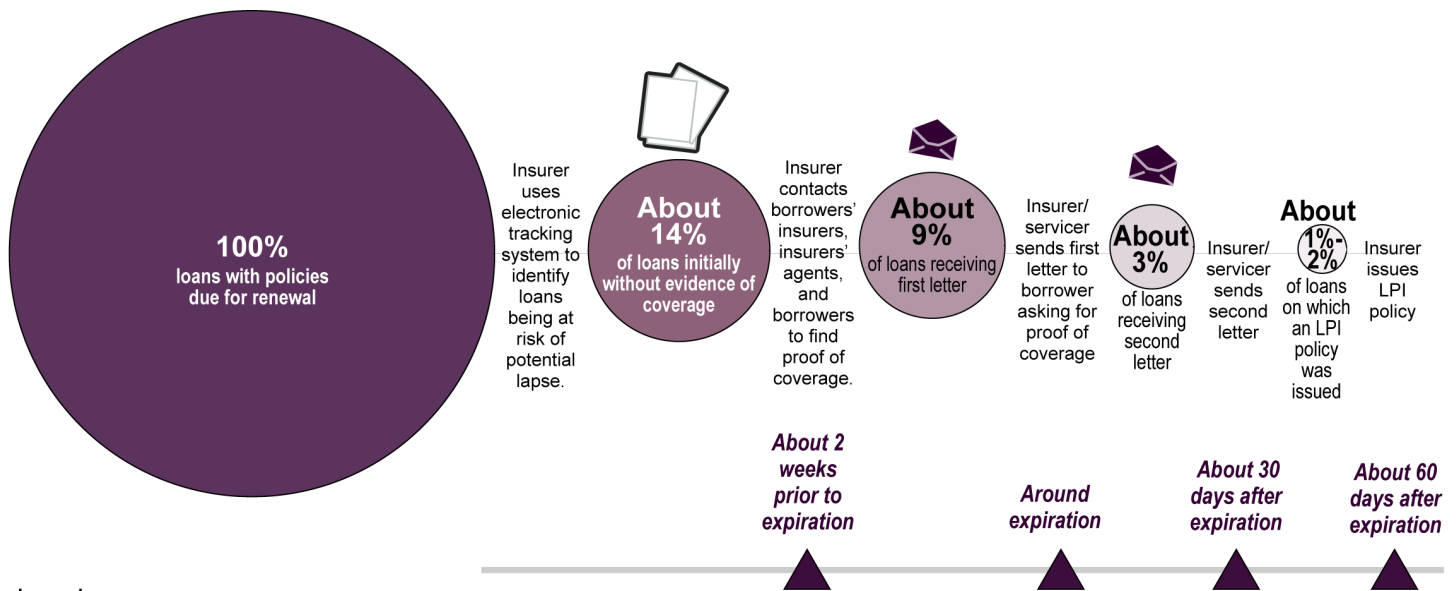 100%
loans with policies
due for renewal
Insurer
uses
electronic
tracking
system to
identify
loans
being at
risk of
potential
lapse.
About
14%
of loans initially
without evidence of
coverage
Insurer
contacts
borrowers’
insurers,
insurers’
agents,
and
borrowers
to find
proof of
coverage.
About
9%
of loans receiving
first letter
Insurer/
servicer
sends first
letter to
borrower
asking for
proof of
coverage
About
3%
of loans
receiving
second
letter
Insurer/
servicer
sends
second
letter
About
1%-
2%
of loans
on which
an LPI
policy
was
issued
Insurer
issues
LPI
policy
About 2
weeks
prior to
expiration
Around
expiration
About 30
days after
expiration
About 60
days after
expiration